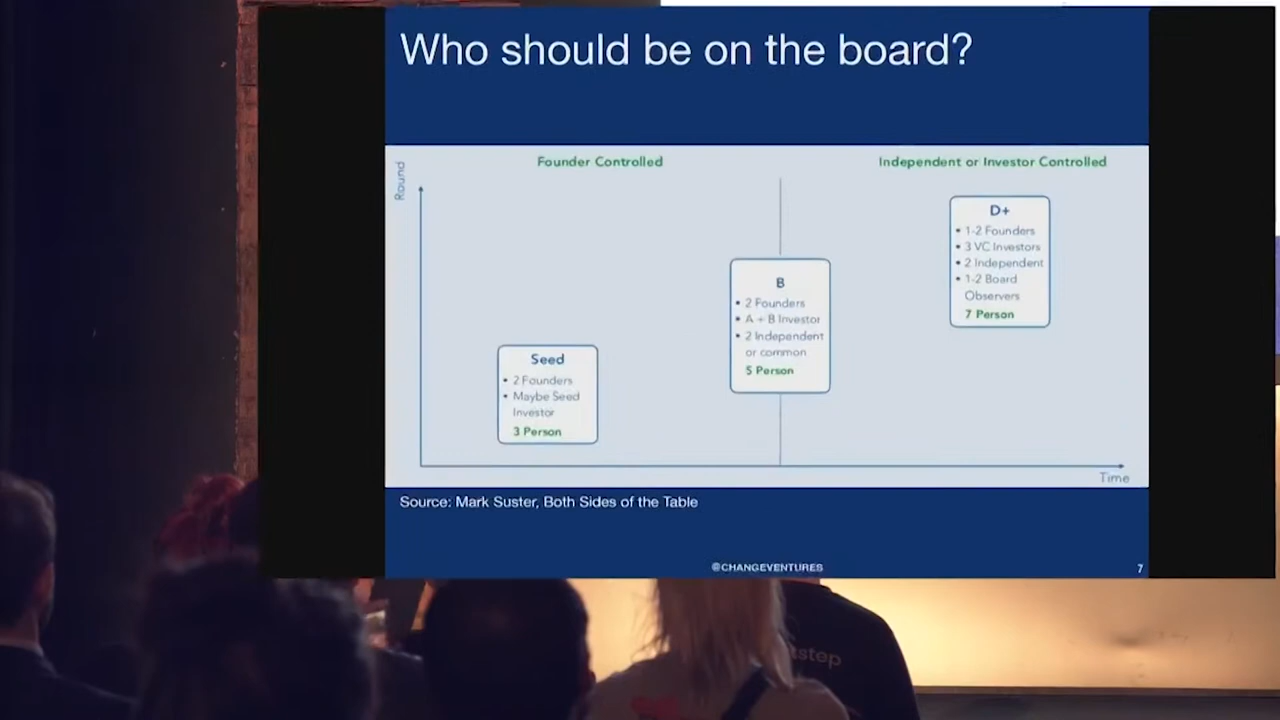 Who should be on the board?
Founder Controlled
Independent or Investor Controlled
Round
D+
• 1-2 Founders
• 3 VC Investors
• 2 Independent
• 1-2 Board
Observers
7 Person
B
• 2 Founders
• A + B Investor
• 2 Independent
or common
5 Person
Seed
• 2 Founders
• Maybe Seed
Investor
3 Person
Time
Source: Mark Suster, Both Sides of the Table
@CHANGEVENTURES
7